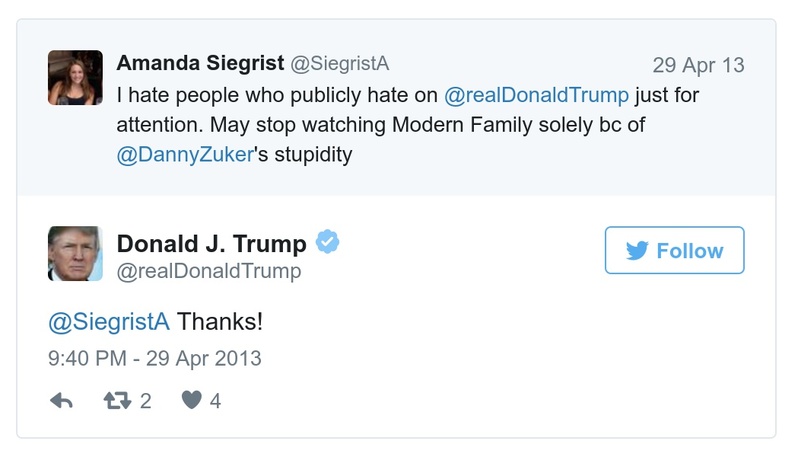 Amanda Siegrist @SiegristA 29 Apr 13
I hate people who publicly hate on @realDonaldTrump just for
attention. May stop watching Modern Family solely bc of
@DannyZuker's stupidity
Donald J. Trump
@realDonaldTrump
Follow
@SiegristA Thanks!
9:40 PM - 29 Apr 2013
2 4